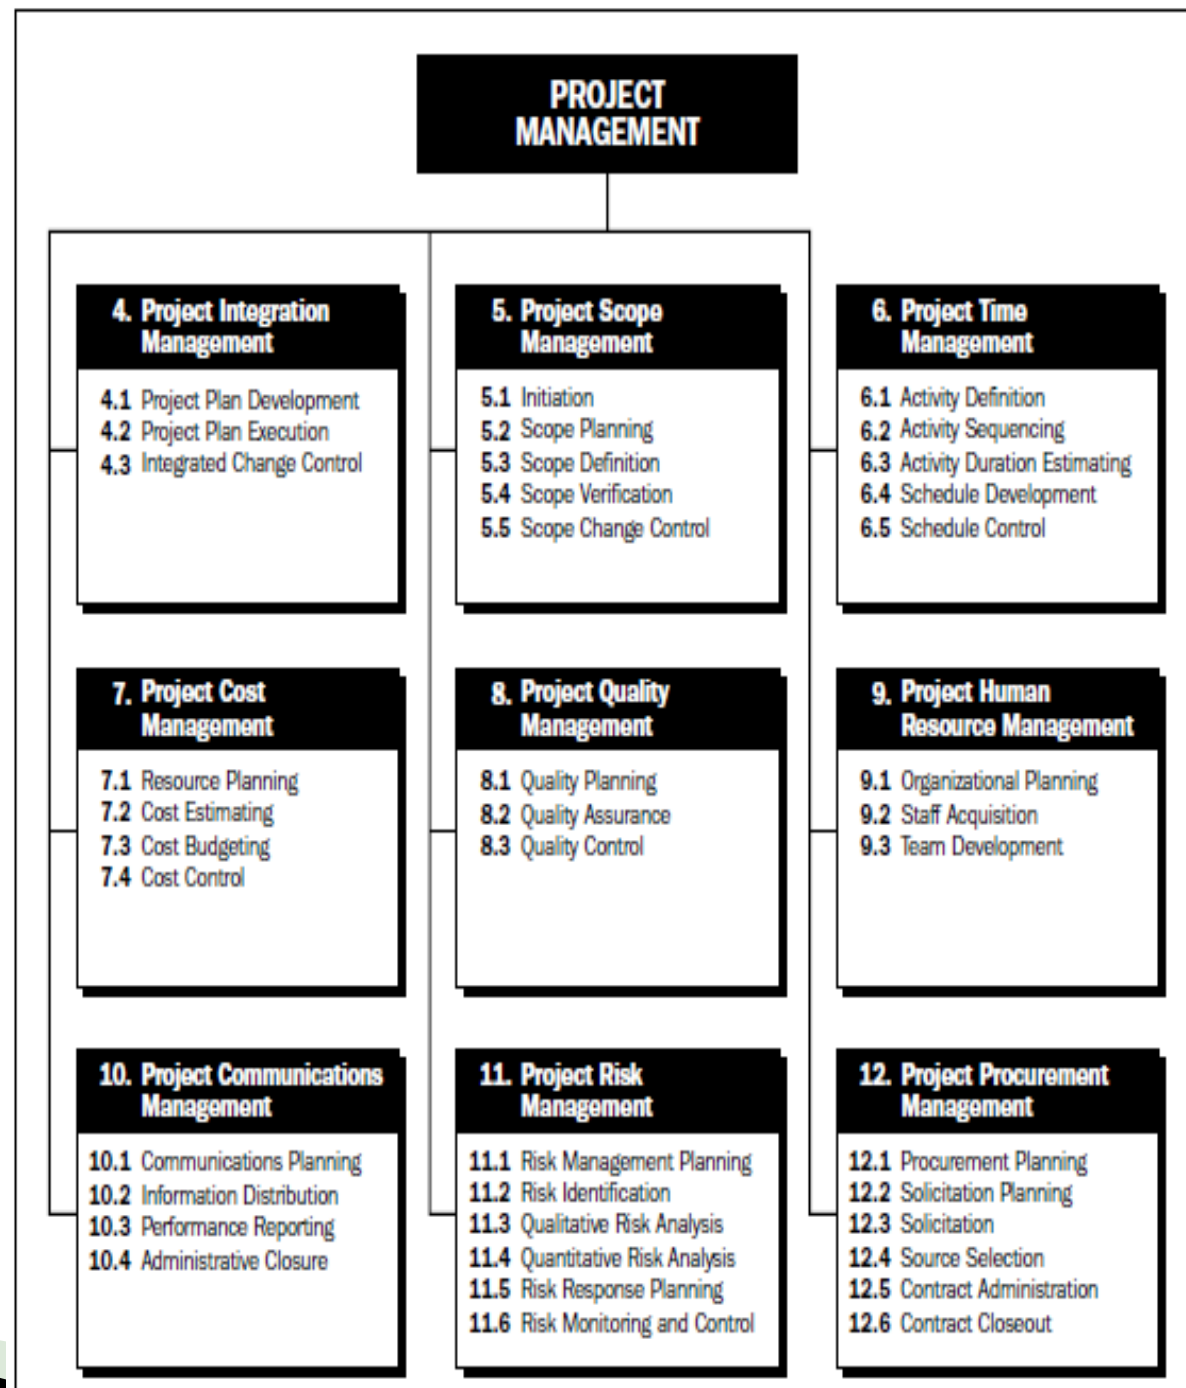 PROJECT
MANAGEMENT
4. Project Integration
Management
4.1 Project Plan Development
4.2 Project Plan Execution
4.3 Integrated Change Control
5. Project Scope
Management
5.1 Initiation
5.2 Scope Planning
5.3 Scope Definition
5.4 Scope Verification
5.5 Scope Change Control
6. Project Time
Management
6.1 Activity Definition
6.2 Activity Sequencing
6.3 Activity Duration Estimating
6.4 Schedule Development
6.5 Schedule Control
7. Project Cost
Management
7.1 Resource Planning
7.2 Cost Estimating
7.3 Cost Budgeting
7.4 Cost Control
8. Project Quality
Management
8.1 Quality Planning
8.2 Quality Assurance
8.3 Quality Control
9. Project Human
Resource Management
9.1 Organizational Planning
9.2 Staff Acquisition
9.3 Team Development
10. Project Communications
Management
10.1 Communications Planning
10.2 Information Distribution
10.3 Performance Reporting
10.4 Administrative Closure
11. Project Risk
Management
11.1 Risk Management Planning
11.2 Risk Identification
11.3 Qualitative Risk Analysis
11.4 Quantitative Risk Analysis
11.5 Risk Response Planning
11.6 Risk Monitoring and Control
12. Project Procurement
Management
12.1 Procurement Planning
12.2 Solicitation Planning
12.3 Solicitation
12.4 Source Selection
12.5 Contract Administration
12.6 Contract Closeout